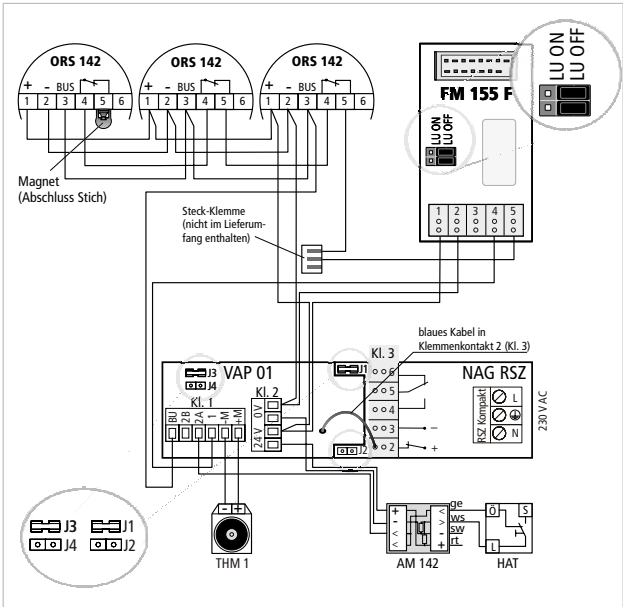 ORS 142 ORS 142 ORS 142
+ - BUS + - BUS + - BUS
1 2 3 4 5 6 1 2 3 4 5 6 1 2 3 4 5 6
Magnet
(Abschluss Stich)
FM 155 F
LU ON
LU OFF
LU ON
LU OFF
1 2 3 4 5
Steck-Klemme
(nicht im Lieferum-
fang enthalten)
blaues Kabel in
Klemmenkontakt 2 (Kl. 3)
VAP 01
J3
J4
Kl. 1
BU 2B 2A 1 -M +M
Kl. 2
0 V
24 V
J1
J2
Kl. 3
6
5
4
3 -
2 +
NAG RSZ
RSZ Kompakt
L
N
230 V AC
J3 J1
J4 J2
- +
THM 1
+ <
- >
< -
< +
ge
ws
sw
rt
AM 142
Ö S
L
HAT